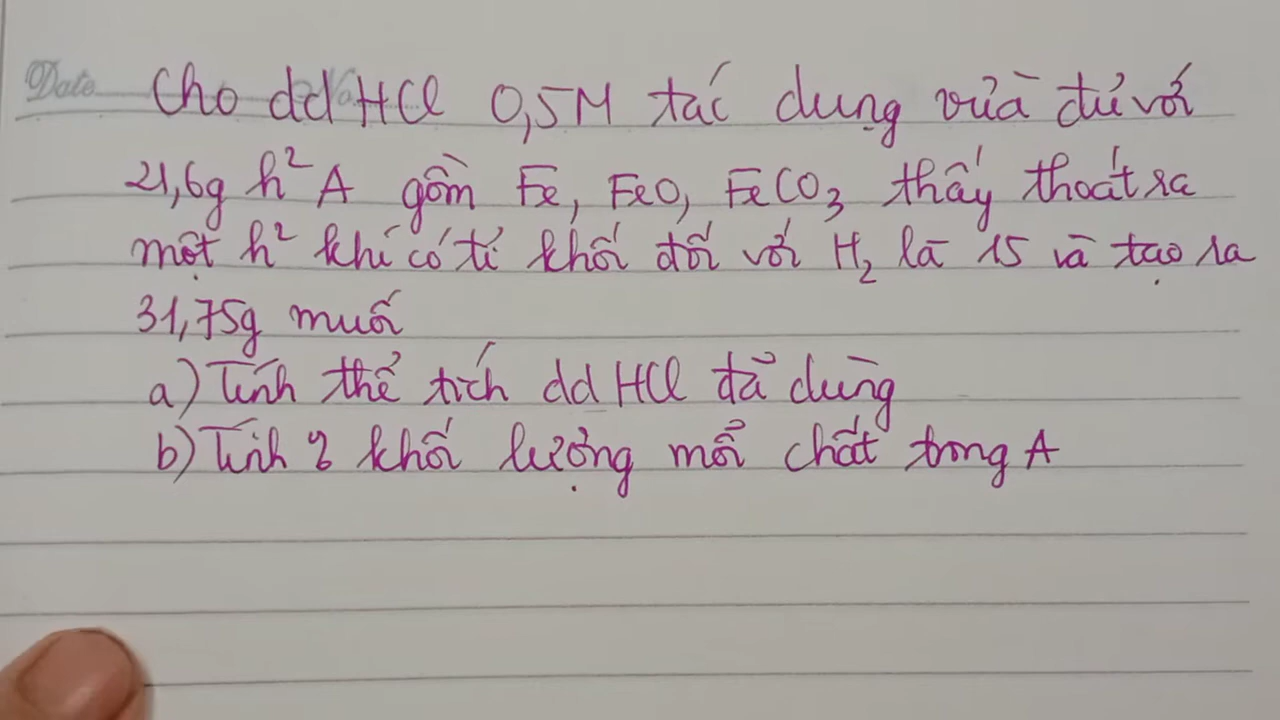 Date
Cho dd HCl 0,5M tác dụng vừa đủ với
21,6g h² A gồm Fe, FeO, FeCO₃ thấy thoát ra
một h² khí có tỉ khối đối với H₂ là 15 và tạo ra
31,75g muối
a) Tính thể tích dd HCl đã dùng
b) Tính % khối lượng mỗi chất trong A